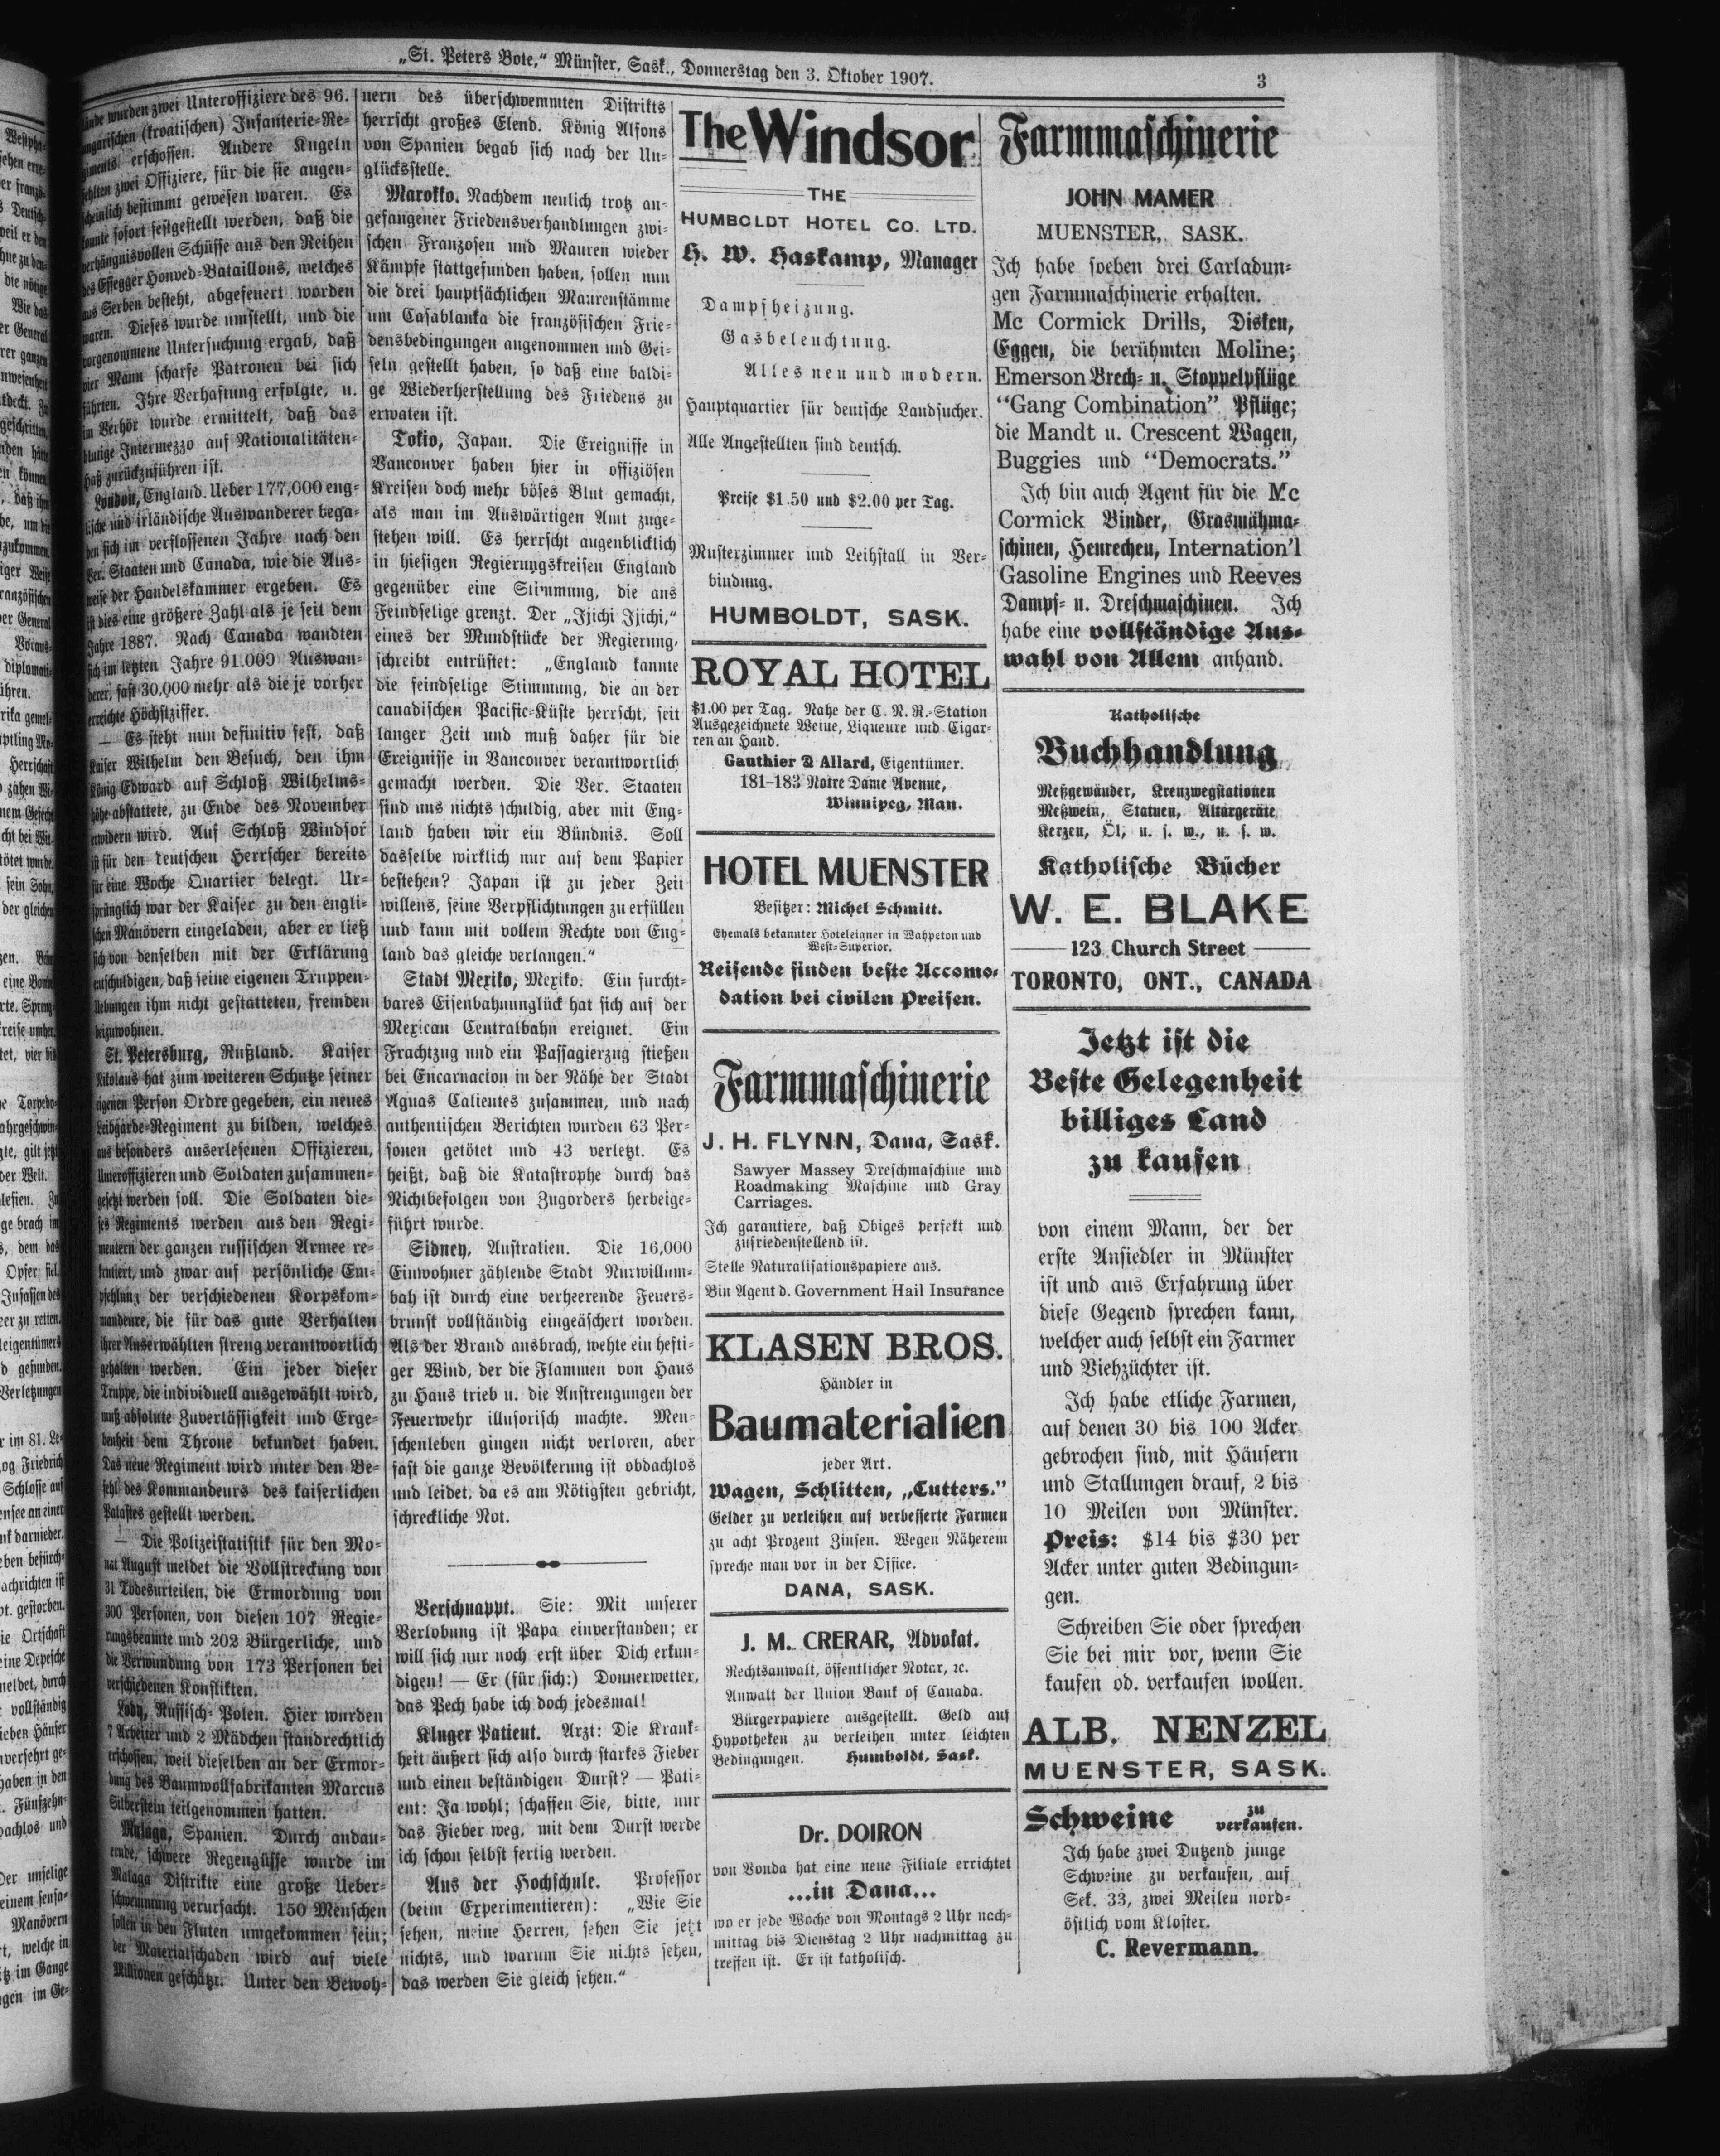 „St. Peters Bote,“ Münster, Sask., Donnerstag den 3. Oktober 1907.
3
wurden zwei Unteroffiziere des 96.
ungarischen (kroatischen) Infanterie-Re-
giments erschossen. Andere Kugeln
fehlten zwei Offiziere, für die sie augen-
scheinlich bestimmt gewesen waren. Es
konnte sofort festgestellt werden, daß die
verhängnisvollen Schüsse aus den Reihen
des Essegger Honved-Bataillons, welches
aus Serben besteht, abgefeuert worden
waren. Dieses wurde umstellt, und die
vorgenommene Untersuchung ergab, daß
vier Mann scharfe Patronen bei sich
führten. Ihre Verhaftung erfolgte, u.
im Verhör wurde ermittelt, daß das
blutige Intermezzo auf Nationalitäten-
haß zurückzuführen ist.
London, England. Ueber 177,000 eng-
lische und irländische Auswanderer bega-
ben sich im verflossenen Jahre nach den
Ver. Staaten und Canada, wie die Aus-
weise der Handelskammer ergeben. Es
ist dies eine größere Zahl als je seit dem
Jahre 1887. Nach Canada wandten
sich im letzten Jahre 91.000 Auswan-
derer, fast 30,000 mehr als die je vorher
erreichte Höchstziffer.
— Es steht nun definitiv fest, daß
Kaiser Wilhelm den Besuch, den ihm
König Edward auf Schloß Wilhelms-
höhe abstattete, zu Ende des November
erwidern wird. Auf Schloß Windsor
ist für den teutschen Herrscher bereits
für eine Woche Quartier belegt. Ur-
sprünglich war der Kaiser zu den engli-
schen Manövern eingeladen, aber er ließ
sich von denselben mit der Erklärung
entschuldigen, daß seine eigenen Truppen-
Uebungen ihm nicht gestatteten, fremden
beizuwohnen.
St. Petersburg, Rußland. Kaiser
Nikolaus hat zum weiteren Schutze seiner
eigenen Person Ordre gegeben, ein neues
Leibgarde-Regiment zu bilden, welches
aus besonders auserlesenen Offizieren,
Unteroffizieren und Soldaten zusammen-
gesetzt werden soll. Die Soldaten die-
ses Regiments werden aus den Regi-
mentern der ganzen russischen Armee re-
krutiert, und zwar auf persönliche Em-
pfehlung der verschiedenen Korpskom-
mandeure, die für das gute Verhalten
ihrer Auserwählten streng verantwortlich
gehalten werden. Ein jeder dieser
Truppe, die individuell ausgewählt wird,
muß absolute Zuverlässigkeit und Erge-
benheit dem Throne bekundet haben.
Das neue Regiment wird unter den Be-
fehl des Kommandeurs des kaiserlichen
Palastes gestellt werden.
— Die Polizeistatistik für den Mo-
nat August meldet die Vollstreckung von
31 Todesurteilen, die Ermordung von
300 Personen, von diesen 107 Regie-
rungsbeamte und 202 Bürgerliche, und
die Verwundung von 173 Personen bei
verschiedenen Konflikten.
Lody, Russisch-Polen. Hier wurden
7 Arbeiter und 2 Mädchen standrechtlich
erschossen, weil dieselben an der Ermor-
dung des Baumwollfabrikanten Marcus
Silberstein teilgenommen hatten.
Malaga, Spanien. Durch andau-
ernde, schwere Regengüsse wurde im
Malaga Distrikte eine große Ueber-
schwemmung verursacht. 150 Menschen
sollen in den Fluten umgekommen sein;
der Materialschaden wird auf viele
Millionen geschätzt. Unter den Bewoh-
nern des überschwemmten Distrikts
herrscht großes Elend. König Alfons
von Spanien begab sich nach der Un-
glücksstelle.
Marokko. Nachdem neulich trotz an-
gefangener Friedensverhandlungen zwi-
schen Franzosen und Mauren wieder
Kämpfe stattgefunden haben, sollen nun
die drei hauptsächlichen Maurenstämme
um Casablanka die französischen Frie-
densbedingungen angenommen und Gei-
seln gestellt haben, so daß eine baldi-
ge Wiederherstellung des Friedens zu
erwaten ist.
Tokio, Japan. Die Ereignisse in
Vancouver haben hier in offiziösen
Kreisen doch mehr böses Blut gemacht,
als man im Auswärtigen Amt zuge-
stehen will. Es herrscht augenblicklich
in hiesigen Regierungskreisen England
gegenüber eine Stimmung, die ans
Feindselige grenzt. Der „Jjichi Jjichi,“
eines der Mundstücke der Regierung,
schreibt entrüstet: „England kannte
die feindselige Stimmung, die an der
canadischen Pacific-Küste herrscht, seit
langer Zeit und muß daher für die
Ereignisse in Vancouver verantwortlich
gemacht werden. Die Ver. Staaten
sind uns nichts schuldig, aber mit Eng-
land haben wir ein Bündnis. Soll
dasselbe wirklich nur auf dem Papier
bestehen? Japan ist zu jeder Zeit
willens, seine Verpflichtungen zu erfüllen
und kann mit vollem Rechte von Eng-
land das gleiche verlangen.“
Stadt Mexiko, Mexiko. Ein furcht-
bares Eisenbahnunglück hat sich auf der
Mexican Centralbahn ereignet. Ein
Frachtzug und ein Passagierzug stießen
bei Encarnacion in der Nähe der Stadt
Aguas Calientes zusammen, und nach
authentischen Berichten wurden 63 Per-
sonen getötet und 43 verletzt. Es
heißt, daß die Katastrophe durch das
Nichtbefolgen von Zugorders herbeige-
führt wurde.
Sidney, Australien. Die 16,000
Einwohner zählende Stadt Nurwillum-
bah ist durch eine verheerende Feuers-
brunst vollständig eingeäschert worden.
Als der Brand ausbrach, wehte ein hefti-
ger Wind, der die Flammen von Haus
zu Haus trieb u. die Anstrengungen der
Feuerwehr illusorisch machte. Men-
schenleben gingen nicht verloren, aber
fast die ganze Bevölkerung ist obdachlos
und leidet, da es am Nötigsten gebricht,
schreckliche Not.
Verschnappt. Sie: Mit unserer
Verlobung ist Papa einverstanden; er
will sich nur noch erst über Dich erkun-
digen! — Er (für sich:) Donnerwetter,
das Pech habe ich doch jedesmal!
Kluger Patient. Arzt: Die Krank-
heit äußert sich also durch starkes Fieber
und einen beständigen Durst? — Pati-
ent: Ja wohl; schaffen Sie, bitte, nur
das Fieber weg, mit dem Durst werde
ich schon selbst fertig werden.
Aus der Hochschule. Professor
(beim Experimentieren): „Wie Sie
sehen, meine Herren, sehen Sie jetzt
nichts, und warum Sie nichts sehen,
das werden Sie gleich sehen.“
The Windsor
THE
HUMBOLDT HOTEL CO. LTD.
H. W. Haskamp, Manager
Dampfheizung.
Gasbeleuchtung.
Alles neu und modern.
Hauptquartier für deutsche Landsucher.
Alle Angestellten sind deutsch.
Preise $1.50 und $2.00 per Tag.
Musterzimmer und Leihstall in Ver-
bindung.
HUMBOLDT, SASK.
ROYAL HOTEL
$1.00 per Tag. Nahe der C. N. R.-Station
Ausgezeichnete Weine, Liqueure und Cigar-
ren an Hand.
Gauthier & Allard, Eigentümer.
181-183 Notre Dame Avenue,
Winnipeg, Man.
HOTEL MUENSTER
Besitzer: Michel Schmitt.
Ehemals bekannter Hoteleigner in Wahpeton und
West-Superior.
Reisende finden beste Accomo-
dation bei civilen Preisen.
Farmmaschinerie
J. H. FLYNN, Dana, Sask.
Sawyer Massey Dreschmaschine und
Roadmaking Maschine und Gray
Carriages.
Ich garantiere, daß Obiges perfekt und
zufriedenstellend ist.
Stelle Naturalisationspapiere aus.
Bin Agent d. Government Hail Insurance
KLASEN BROS.
Händler in
Baumaterialien
jeder Art.
Wagen, Schlitten, „Cutters.”
Gelder zu verleihen auf verbesserte Farmen
zu acht Prozent Zinsen. Wegen Näherem
spreche man vor in der Office.
DANA, SASK.
J. M. CRERAR, Advokat.
Rechtsanwalt, öffentlicher Notar, ꝛc.
Anwalt der Union Bank of Canada.
Bürgerpapiere ausgestellt. Geld auf
Hypotheken zu verleihen unter leichten
Bedingungen. Humboldt, Sask.
Dr. DOIRON
von Vonda hat eine neue Filiale errichtet
...in Dana...
wo er jede Woche von Montags 2 Uhr nach-
mittag bis Dienstag 2 Uhr nachmittag zu
treffen ist. Er ist katholisch.
Farmmaschinerie
JOHN MAMER
MUENSTER, SASK.
Ich habe soeben drei Carladun-
gen Farmmaschinerie erhalten.
Mc Cormick Drills, Disken,
Eggen, die berühmten Moline;
Emerson Brech- u. Stoppelpflüge
“Gang Combination” Pflüge;
die Mandt u. Crescent Wagen,
Buggies und “Democrats.”
Ich bin auch Agent für die Mc
Cormick Binder, Grasmähma-
schinen, Heurechen, Internation'l
Gasoline Engines und Reeves
Dampf- u. Dreschmaschinen. Ich
habe eine vollständige Aus-
wahl von Allem anhand.
Katholische
Buchhandlung
Meßgewänder, Kreuzwegstationen
Meßwein, Statuen, Altargeräte
Kerzen, Öl, u. s. w., u. s. w.
Katholische Bücher
W. E. BLAKE
123 Church Street
TORONTO, ONT., CANADA
Jetzt ist die
Beste Gelegenheit
billiges Land
zu kaufen
von einem Mann, der der
erste Ansiedler in Münster
ist und aus Erfahrung über
diese Gegend sprechen kann,
welcher auch selbst ein Farmer
und Viehzüchter ist.
Ich habe etliche Farmen,
auf denen 30 bis 100 Acker
gebrochen sind, mit Häusern
und Stallungen drauf, 2 bis
10 Meilen von Münster.
Preis: $14 bis $30 per
Acker unter guten Bedingun-
gen.
Schreiben Sie oder sprechen
Sie bei mir vor, wenn Sie
kaufen od. verkaufen wollen.
ALB. NENZEL
MUENSTER, SASK.
Schweine zu verkaufen.
Ich habe zwei Dutzend junge
Schweine zu verkaufen, auf
Sek. 33, zwei Meilen nord-
östlich vom Kloster.
C. Revermann.